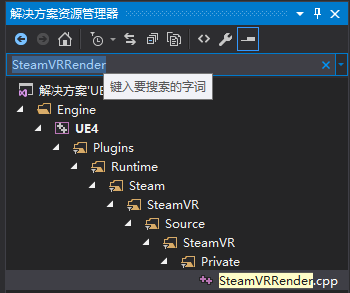 解决方案资源管理器
SteamVRRender
键入要搜索的字词
解决方案'UE
Engine
UE4
Plugins
Runtime
Steam
SteamVR
Source
SteamVR
Private
SteamVRRender.cpp